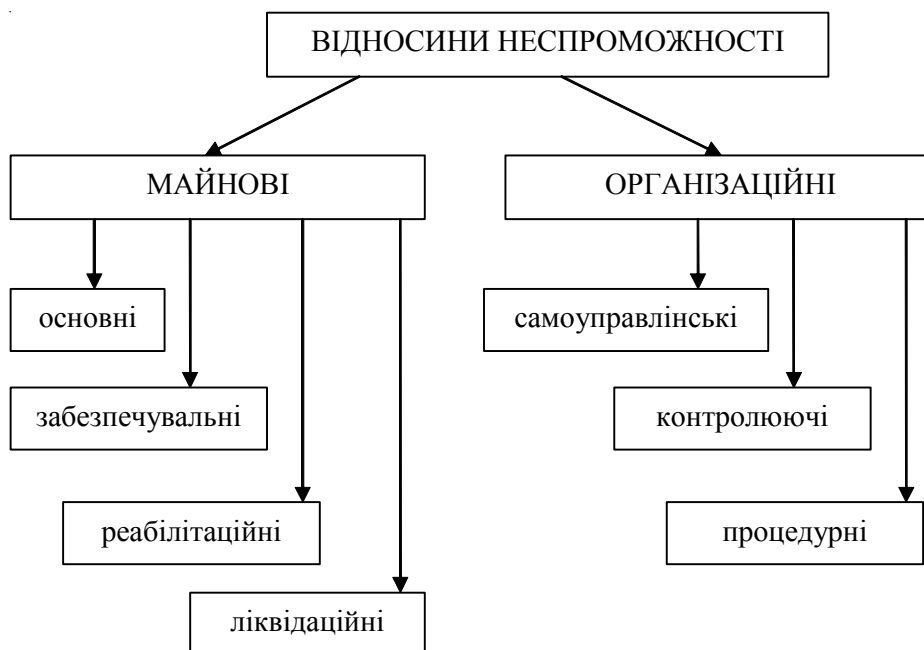 ВІДНОСИНИ НЕСПРОМОЖНОСТІ
МАЙНОВІ
ОРГАНІЗАЦІЙНІ
основні
самоуправлінські
забезпечувальні
контролюючі
реабілітаційні
процедурні
ліквідаційні